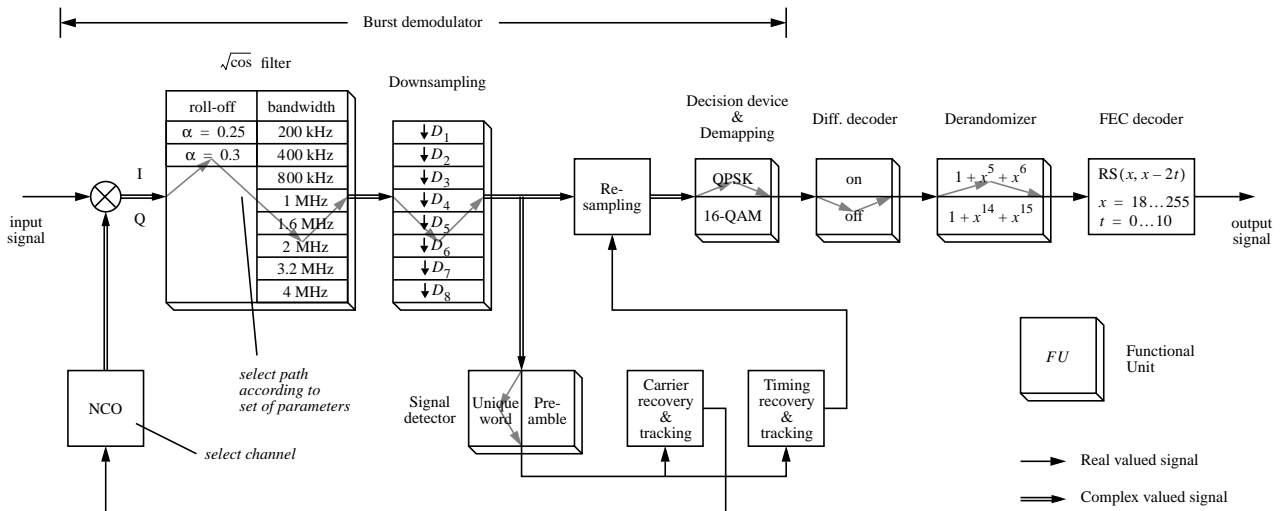 Burst demodulator
√cos filter
Downsampling
Decision device
&
Demapping
Diff. decoder
Derandomizer
FEC decoder
roll-off
bandwidth
α = 0.25
α = 0.3
200 kHz
400 kHz
800 kHz
1 MHz
1.6 MHz
2 MHz
3.2 MHz
4 MHz
↓D1
↓D2
↓D3
↓D4
↓D5
↓D6
↓D7
↓D8
input
signal
I
Q
Re-
sampling
QPSK
16-QAM
on
off
1 + x^5 + x^6
1 + x^14 + x^15
RS(x, x – 2t)
x = 18…255
t = 0…10
output
signal
select path
according to
set of parameters
NCO
select channel
Signal
detector
Unique
word
Pre-
amble
Carrier
recovery
&
tracking
Timing
recovery
&
tracking
FU
Functional
Unit
Real valued signal
Complex valued signal